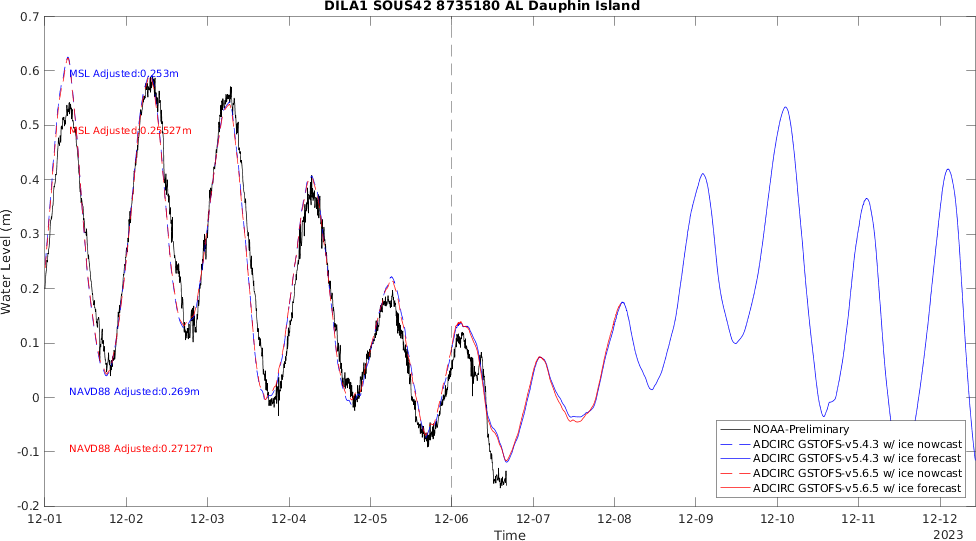 DILA1 SOUS42 8735180 AL Dauphin Island
0.7
0.6
0.5
0.4
0.3
0.2
0.1
0
-0.1
-0.2
Water Level (m)
MSL Adjusted:0.253m
MSL Adjusted:0.25527m
NAVD88 Adjusted:0.269m
NAVD88 Adjusted:0.27127m
NOAA-Preliminary
ADCIRC GSTOFS-v5.4.3 w/ ice nowcast
ADCIRC GSTOFS-v5.4.3 w/ ice forecast
ADCIRC GSTOFS-v5.6.5 w/ ice nowcast
ADCIRC GSTOFS-v5.6.5 w/ ice forecast
12-01 12-02 12-03 12-04 12-05 12-06 12-07 12-08 12-09 12-10 12-11 12-12
Time
2023